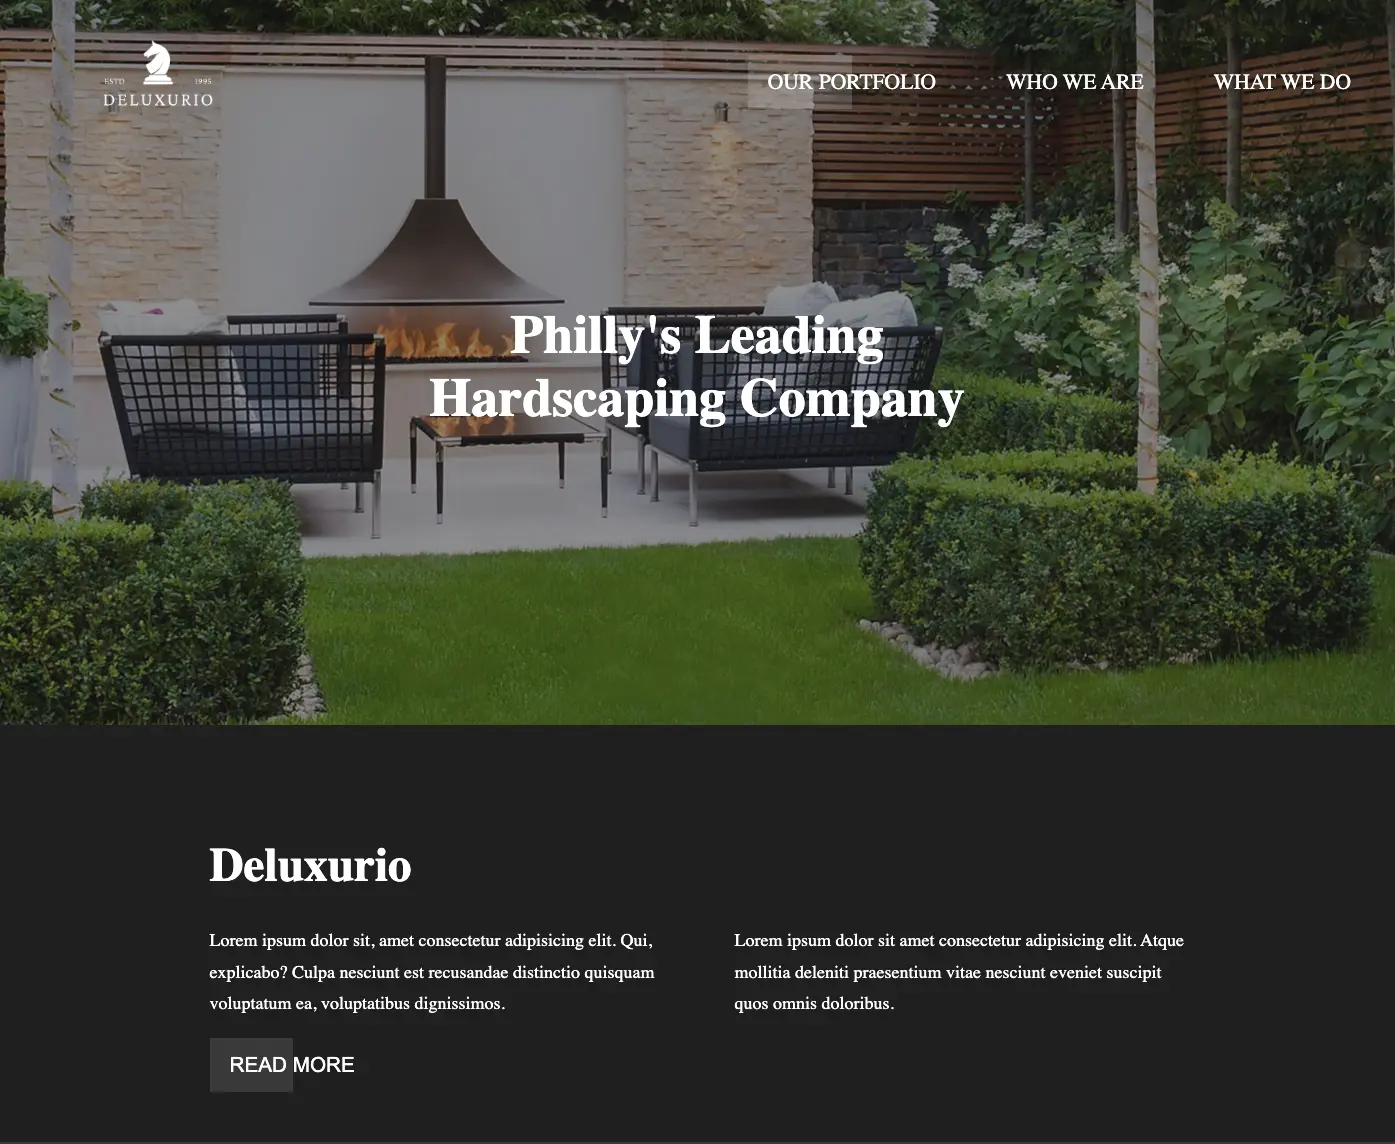 ESTD 1995
DELUXURIO
OUR PORTFOLIO WHO WE ARE WHAT WE DO
Philly's Leading
Hardscaping Company
Deluxurio
Lorem ipsum dolor sit, amet consectetur adipisicing elit. Qui,
explicabo? Culpa nesciunt est recusandae distinctio quisquam
voluptatum ea, voluptatibus dignissimos.
Lorem ipsum dolor sit amet consectetur adipisicing elit. Atque
mollitia deleniti praesentium vitae nesciunt eveniet suscipit
quos omnis doloribus.
READ MORE